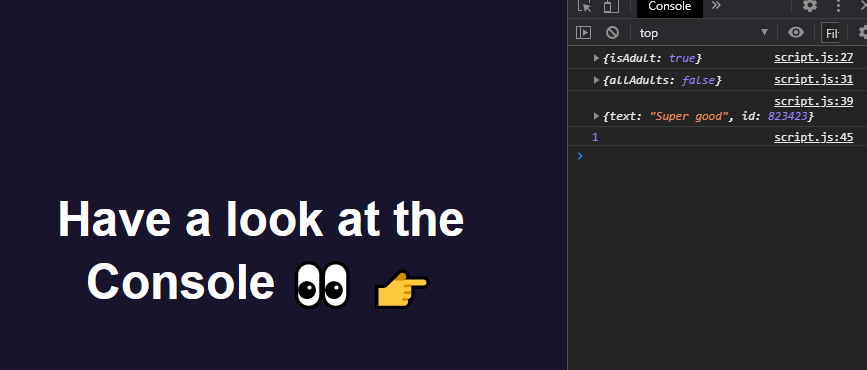 Have a look at the
Console 👀 👉
Console »
top Fil
{isAdult: true} script.js:27
{allAdults: false} script.js:31
script.js:39
{text: "Super good", id: 823423}
1 script.js:45